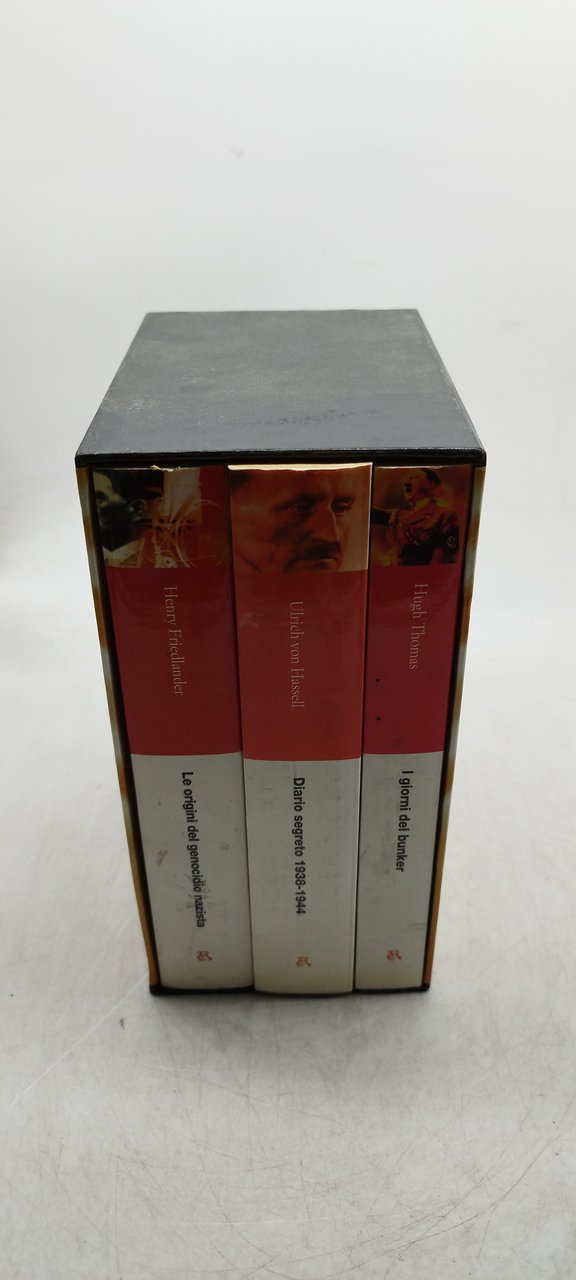 Henry Friedlander
Le origini del genocidio nazista
Ulrich von Hassell
Diario segreto 1938-1944
Hugh Thomas
I giorni del bunker